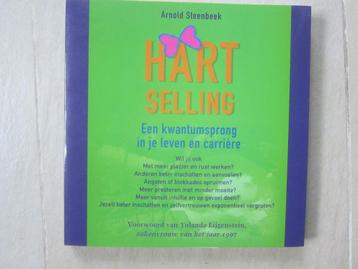 Arnold Steenbeek
HART
SELLING
Een kwantumsprong
in je leven en carrière
Wil jij ook
Met meer plezier en rust werken?
Anderen beter inschatten en aanvoelen?
Angsten of blokkades opruimen?
Meer presteren met minder moeite?
Meer vanuit intuïtie en op gevoel doen?
Jezelf beter inschatten en zelfvertrouwen exponentieel vergroten?
Voorwoord van Yolanda Eijgenstein,
zakenvrouw van het jaar 1997